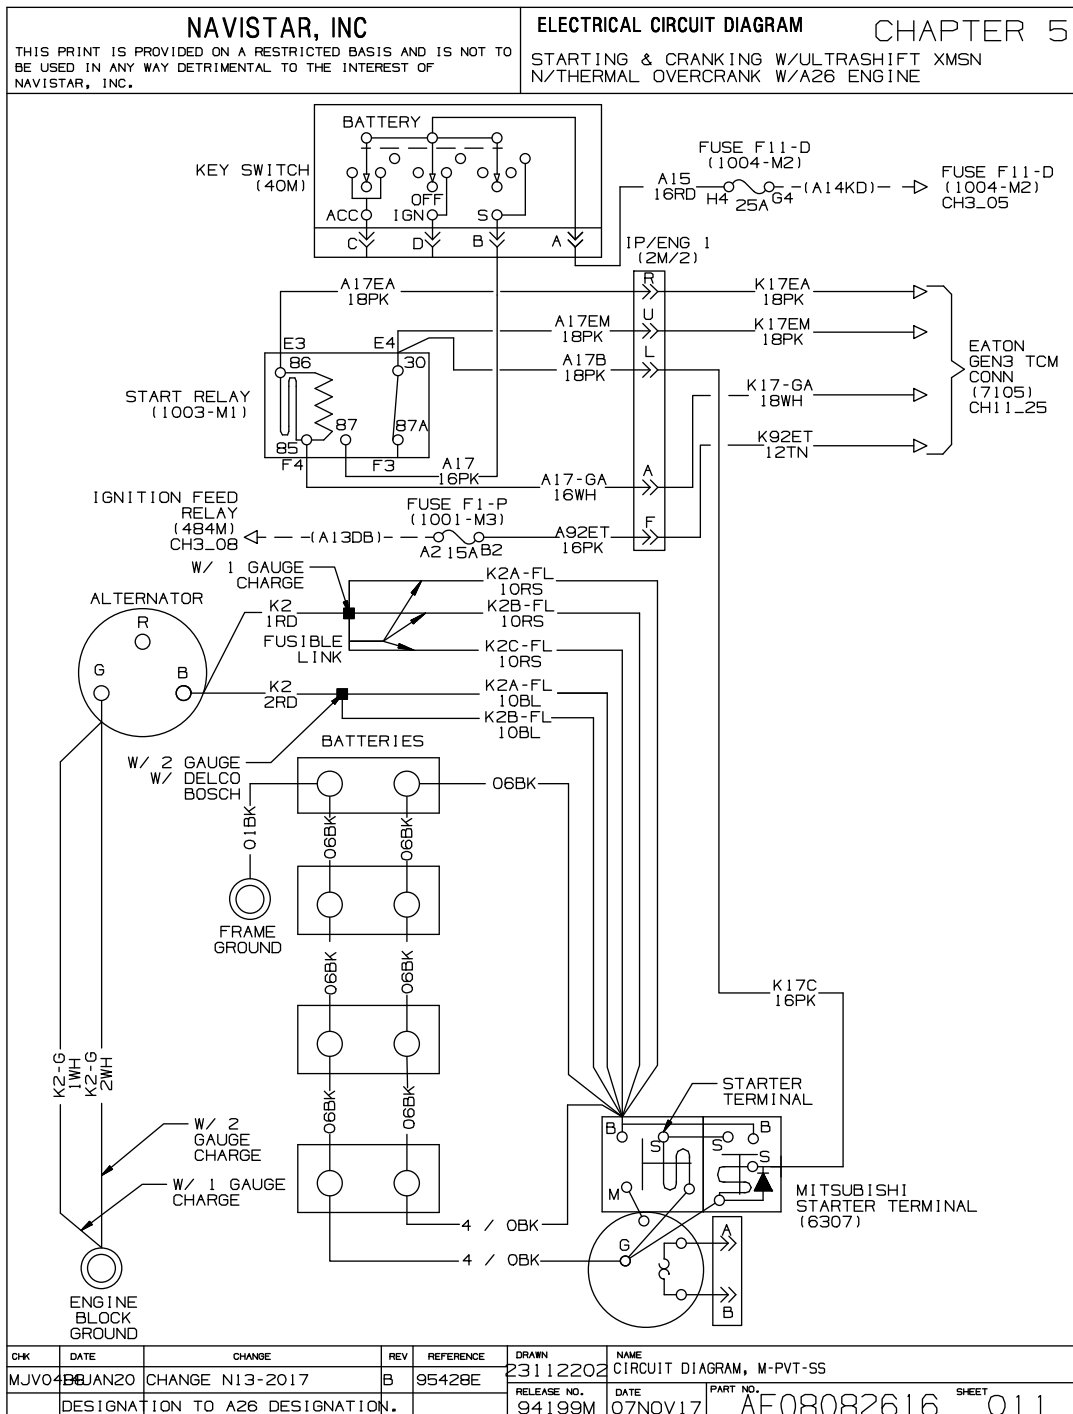 NAVISTAR, INC
THIS PRINT IS PROVIDED ON A RESTRICTED BASIS AND IS NOT TO
BE USED IN ANY WAY DETRIMENTAL TO THE INTEREST OF
NAVISTAR, INC.
ELECTRICAL CIRCUIT DIAGRAM
CHAPTER 5
STARTING & CRANKING W/ULTRASHIFT XMSN
N/THERMAL OVERCRANK W/A26 ENGINE
BATTERY
KEY SWITCH
(40M)
OFF
ACC
IGN
S
C
D
B
A
FUSE F11-D
(1004-M2)
A15
16RD
H4
25A
G4
(A14KD)
FUSE F11-D
(1004-M2)
CH3_05
IP/ENG 1
(2M/2)
A17EA
18PK
R
K17EA
18PK
A17EM
18PK
U
K17EM
18PK
A17B
18PK
L
E3
E4
86
30
START RELAY
(1003-M1)
87
87A
85
F4
F3
K17-GA
18WH
K92ET
12TN
EATON
GEN3 TCM
CONN
(7105)
CH11_25
A17
16PK
A17-GA
16WH
A
IGNITION FEED
RELAY
(484M)
CH3_08
(A13DB)
FUSE F1-P
(1001-M3)
A2
15A
B2
A92ET
16PK
F
W/ 1 GAUGE
CHARGE
ALTERNATOR
R
G
B
K2
1RD
FUSIBLE
LINK
K2A-FL
10RS
K2B-FL
10RS
K2C-FL
10RS
K2
2RD
K2A-FL
10BL
K2B-FL
10BL
W/ 2 GAUGE
W/ DELCO
BOSCH
BATTERIES
06BK
01BK
06BK
06BK
FRAME
GROUND
06BK
06BK
K17C
16PK
K2-G
1WH
K2-G
2WH
06BK
06BK
STARTER
TERMINAL
W/ 2
GAUGE
CHARGE
W/ 1 GAUGE
CHARGE
B
S
S
B
S
M
MITSUBISHI
STARTER TERMINAL
(6307)
4 / 0BK
4 / 0BK
G
A
B
ENGINE
BLOCK
GROUND
CHK
DATE
CHANGE
REV
REFERENCE
DRAWN
NAME
JAN20
CHANGE N13-2017
B
95428E
23112202
CIRCUIT DIAGRAM, M-PVT-SS
DESIGNATION TO A26 DESIGNATION.
RELEASE NO.
94199M
DATE
07NOV17
PART NO.
AE08082616
SHEET
011